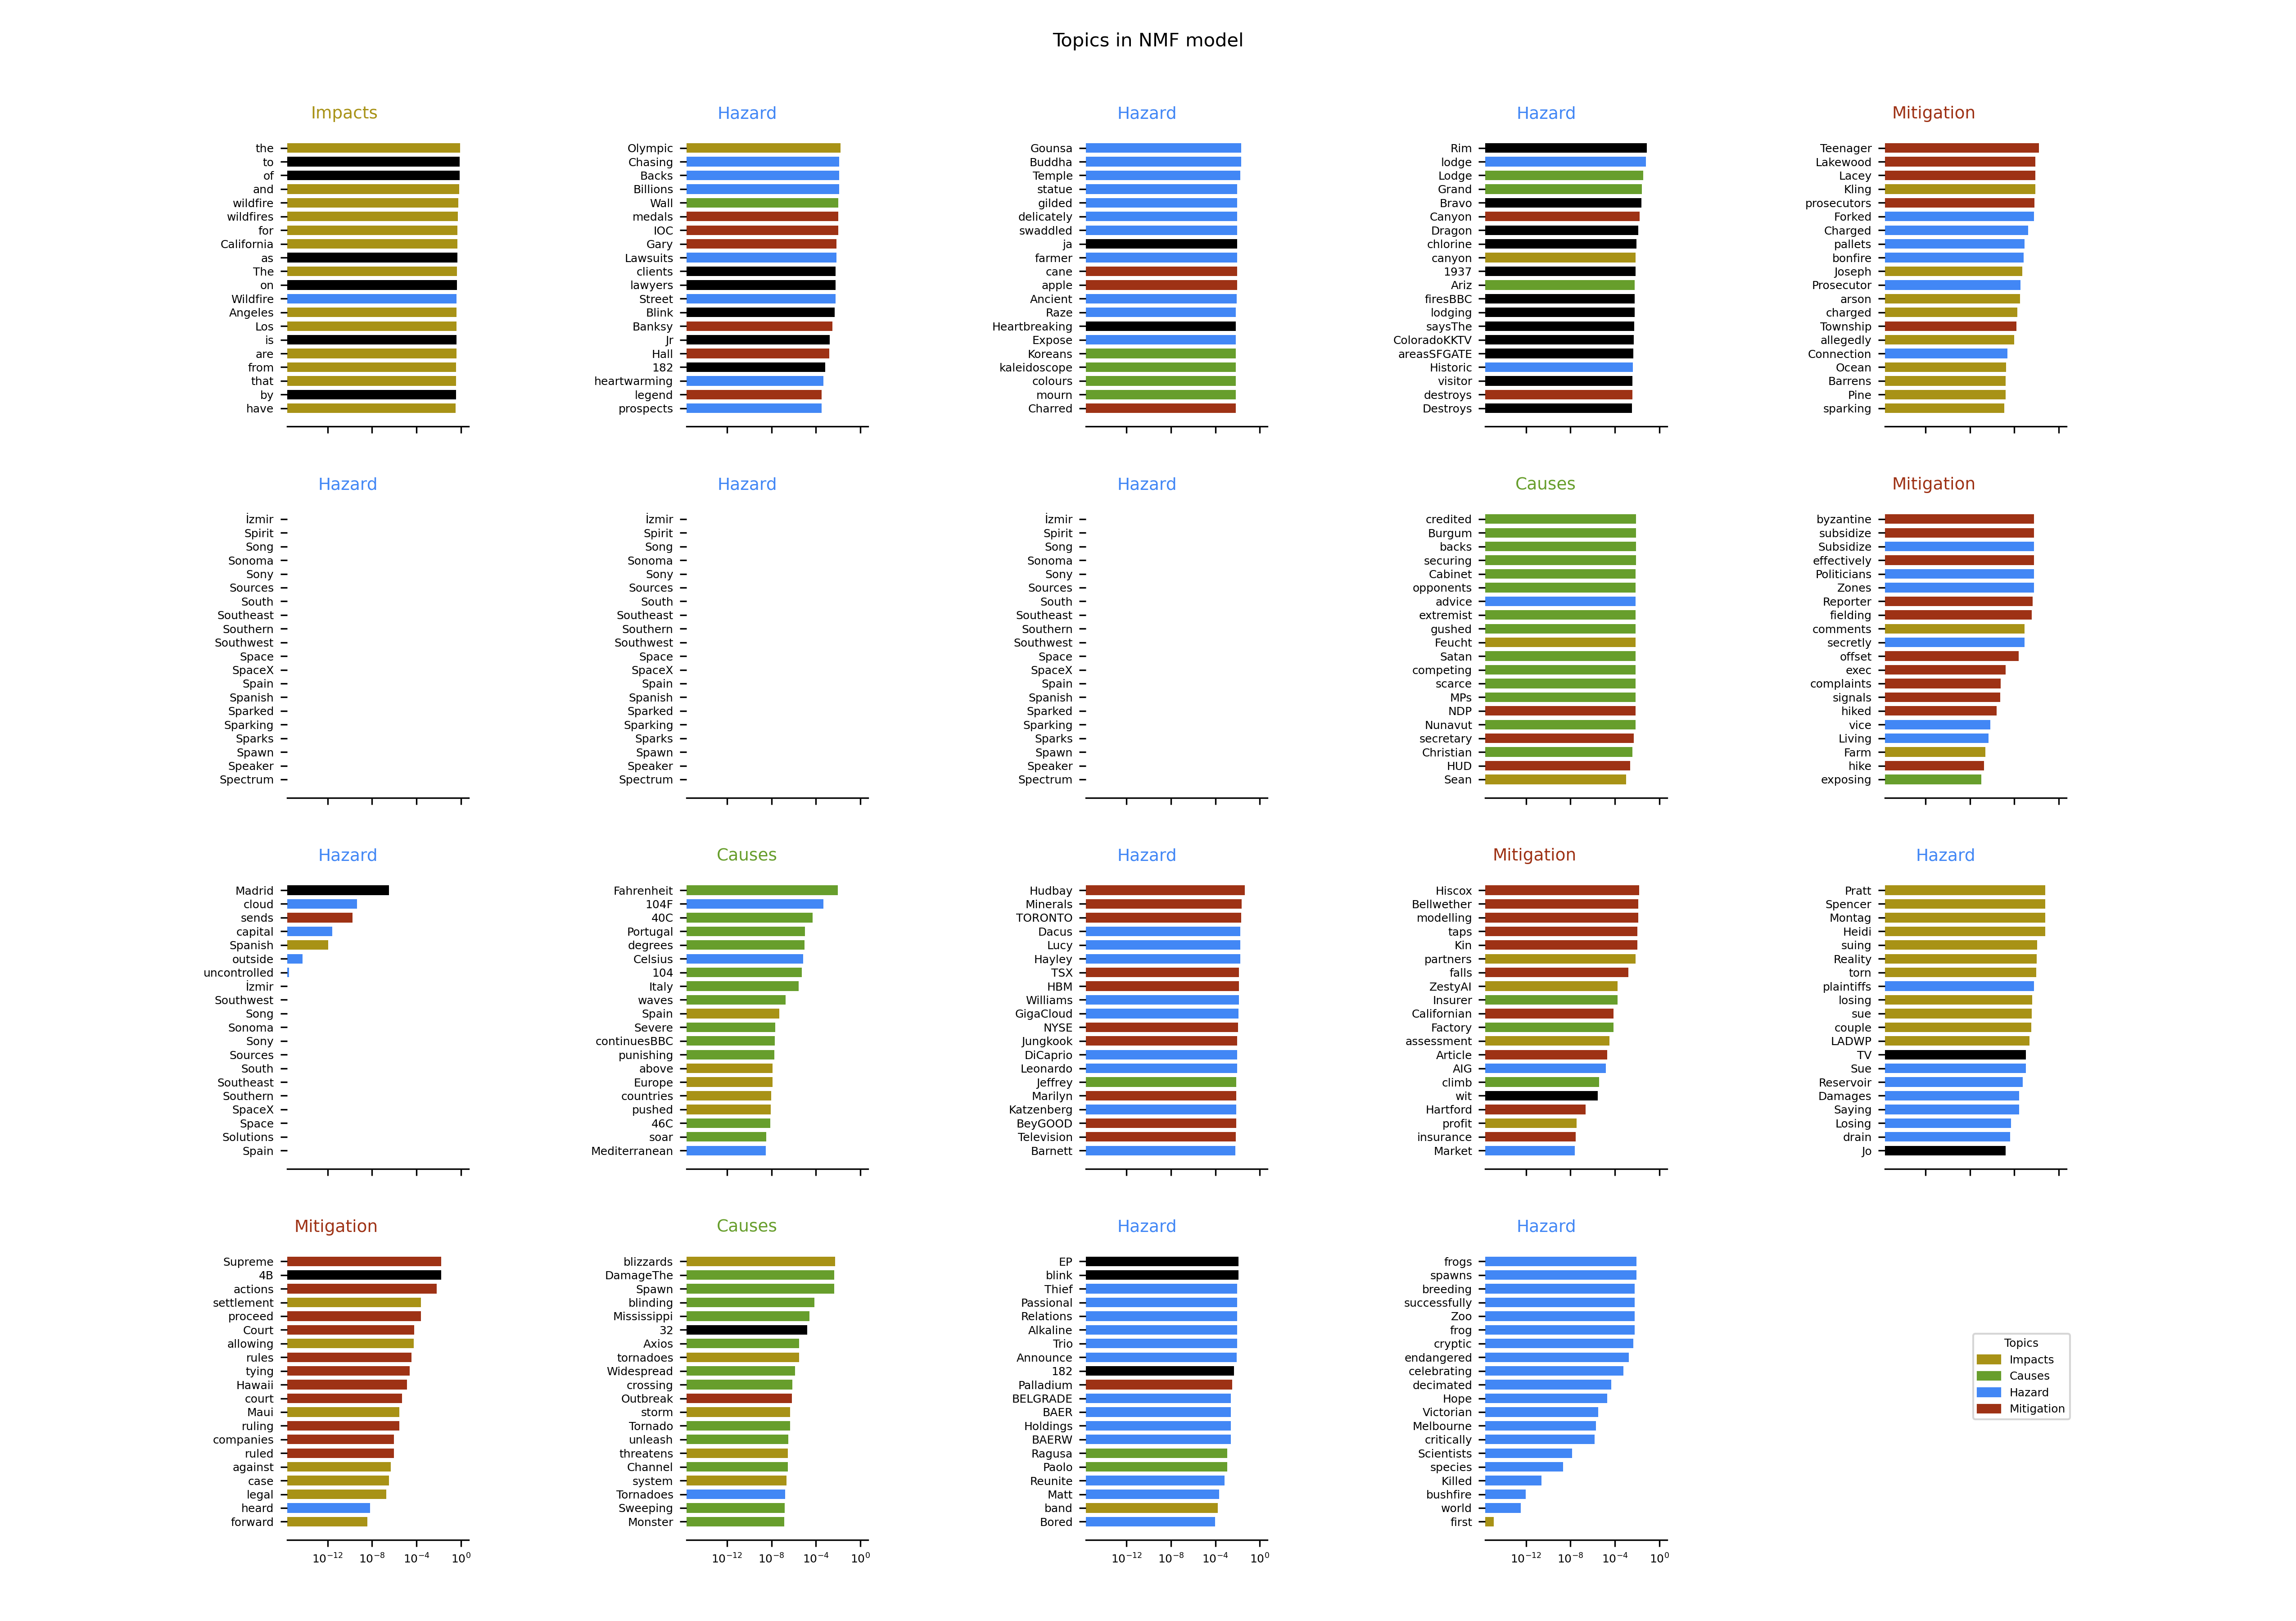 Topics in NMF model
Impacts
the
to
of
and
wildfire
wildfires
for
California
as
The
on
Wildfire
Angeles
Los
is
are
from
that
by
have
Hazard
Olympic
Chasing
Backs
Billions
Wall
medals
IOC
Gary
Lawsuits
clients
lawyers
Street
Blink
Banksy
Jr
Hall
182
heartwarming
legend
prospects
Hazard
Gounsa
Buddha
Temple
statue
gilded
delicately
swaddled
ja
farmer
cane
apple
Ancient
Raze
Heartbreaking
Expose
Koreans
kaleidoscope
colours
mourn
Charred
Hazard
Rim
lodge
Lodge
Grand
Bravo
Canyon
Dragon
chlorine
canyon
1937
Ariz
firesBBC
lodging
saysThe
ColoradoKKTV
areasSFGATE
Historic
visitor
destroys
Destroys
Mitigation
Teenager
Lakewood
Lacey
Kling
prosecutors
Forked
Charged
pallets
bonfire
Joseph
Prosecutor
arson
charged
Township
allegedly
Connection
Ocean
Barrens
Pine
sparking
Hazard
İzmir
Spirit
Song
Sonoma
Sony
Sources
South
Southeast
Southern
Southwest
Space
SpaceX
Spain
Spanish
Sparked
Sparking
Sparks
Spawn
Speaker
Spectrum
Hazard
İzmir
Spirit
Song
Sonoma
Sony
Sources
South
Southeast
Southern
Southwest
Space
SpaceX
Spain
Spanish
Sparked
Sparking
Sparks
Spawn
Speaker
Spectrum
Hazard
İzmir
Spirit
Song
Sonoma
Sony
Sources
South
Southeast
Southern
Southwest
Space
SpaceX
Spain
Spanish
Sparked
Sparking
Sparks
Spawn
Speaker
Spectrum
Causes
credited
Burgum
backs
securing
Cabinet
opponents
advice
extremist
gushed
Feucht
Satan
competing
scarce
MPs
NDP
Nunavut
secretary
Christian
HUD
Sean
Mitigation
byzantine
subsidize
Subsidize
effectively
Politicians
Zones
Reporter
fielding
comments
secretly
offset
exec
complaints
signals
hiked
vice
Living
Farm
hike
exposing
Hazard
Madrid
cloud
sends
capital
Spanish
outside
uncontrolled
İzmir
Southwest
Song
Sonoma
Sony
Sources
South
Southeast
Southern
SpaceX
Space
Solutions
Spain
Causes
Fahrenheit
104F
40C
Portugal
degrees
Celsius
104
Italy
waves
Spain
Severe
continuesBBC
punishing
above
Europe
countries
pushed
46C
soar
Mediterranean
Hazard
Hudbay
Minerals
TORONTO
Dacus
Lucy
Hayley
TSX
HBM
Williams
GigaCloud
NYSE
Jungkook
DiCaprio
Leonardo
Jeffrey
Marilyn
Katzenberg
BeyGOOD
Television
Barnett
Mitigation
Hiscox
Bellwether
modelling
taps
Kin
partners
falls
ZestyAI
Insurer
Californian
Factory
assessment
Article
AIG
climb
wit
Hartford
profit
insurance
Market
Hazard
Pratt
Spencer
Montag
Heidi
suing
Reality
torn
plaintiffs
losing
sue
couple
LADWP
TV
Sue
Reservoir
Damages
Saying
Losing
drain
Jo
Mitigation
Supreme
4B
actions
settlement
proceed
Court
allowing
rules
tying
Hawaii
court
Maui
ruling
companies
ruled
against
case
legal
heard
forward
10⁻¹² 10⁻⁸ 10⁻⁴ 10⁰
Causes
blizzards
DamageThe
Spawn
blinding
Mississippi
32
Axios
tornadoes
Widespread
crossing
Outbreak
storm
Tornado
unleash
threatens
Channel
system
Tornadoes
Sweeping
Monster
10⁻¹² 10⁻⁸ 10⁻⁴ 10⁰
Hazard
EP
blink
Thief
Passional
Relations
Alkaline
Trio
Announce
182
Palladium
BELGRADE
BAER
Holdings
BAERW
Ragusa
Paolo
Reunite
Matt
band
Bored
10⁻¹² 10⁻⁸ 10⁻⁴ 10⁰
Hazard
frogs
spawns
breeding
successfully
Zoo
frog
cryptic
endangered
celebrating
decimated
Hope
Victorian
Melbourne
critically
Scientists
species
Killed
bushfire
world
first
10⁻¹² 10⁻⁸ 10⁻⁴ 10⁰
Topics
Impacts
Causes
Hazard
Mitigation